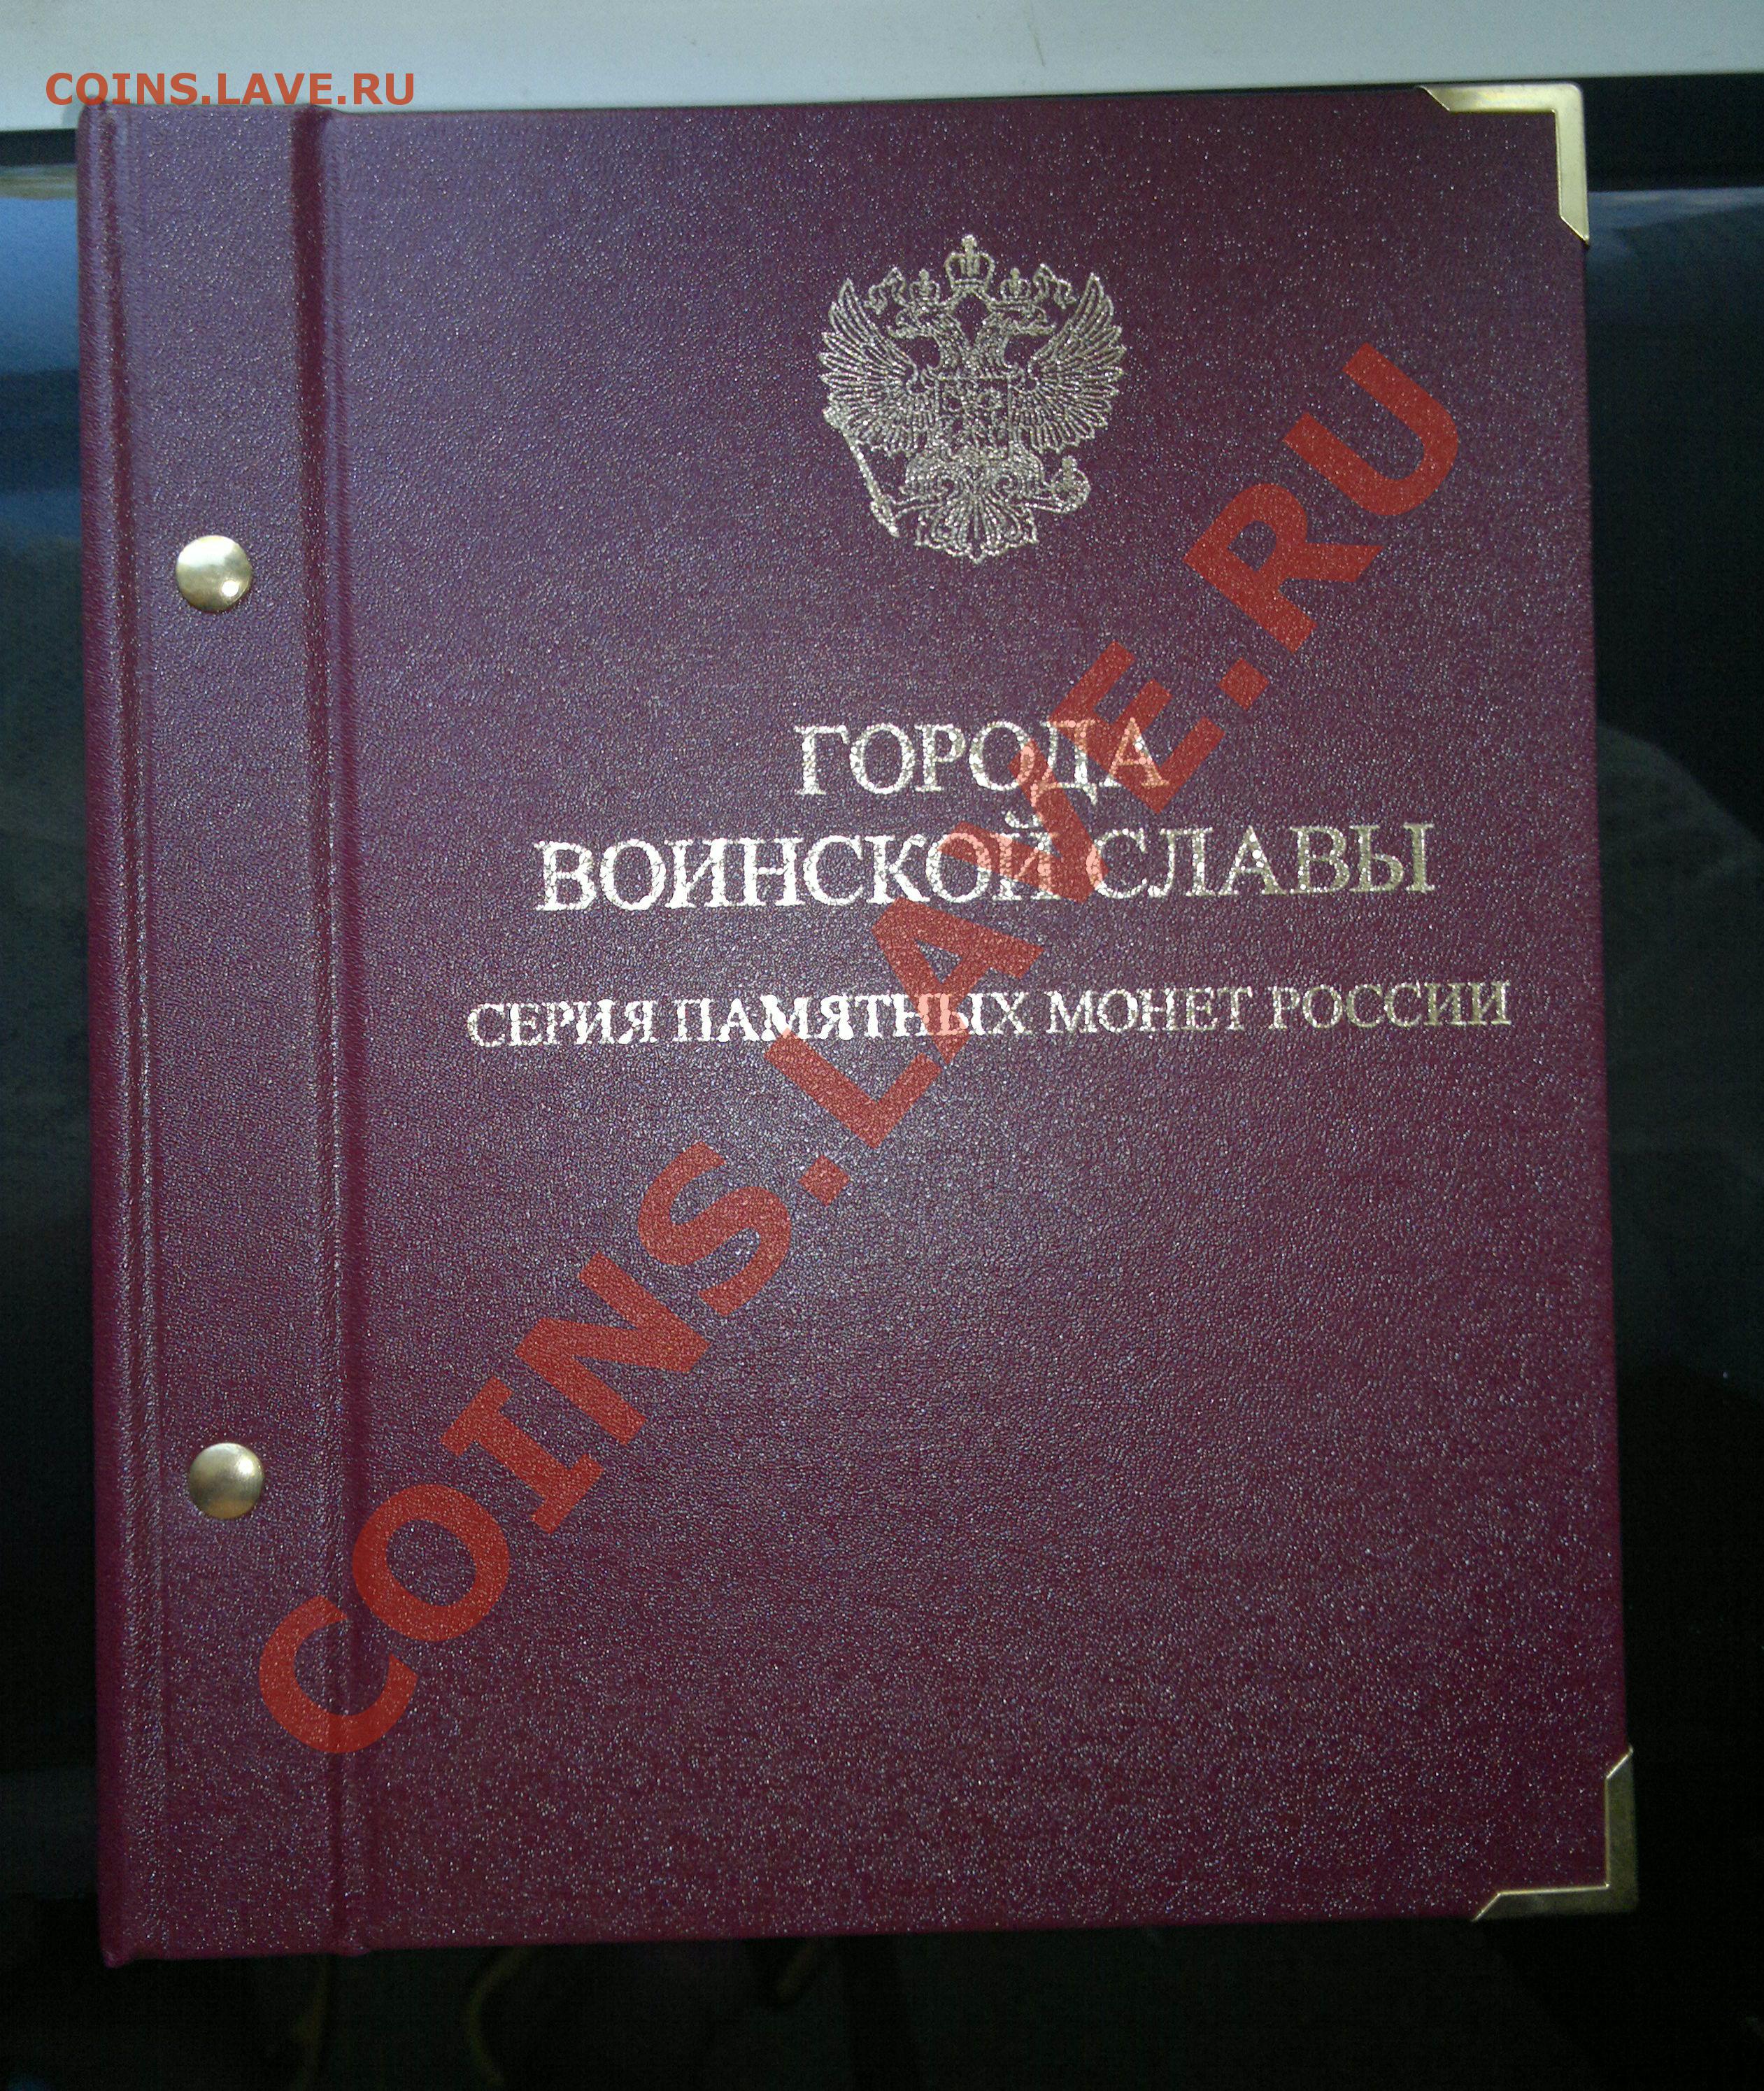 COINS.LAVE.RU
ГОРОДА
ВОИНСКОЙ СЛАВЫ
СЕРИЯ ПАМЯТНЫХ МОНЕТ РОССИИ
COINS.LAVE.RU